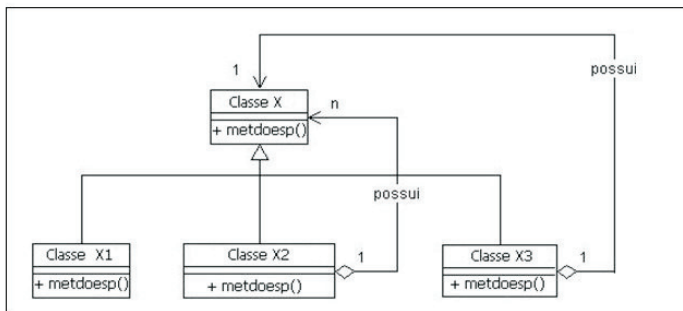 possui
1
Classe X
n
+ metdoesp()
possui
Classe X1
+ metdoesp()
Classe X2
1
+ metdoesp()
Classe X3
1
+ metdoesp()